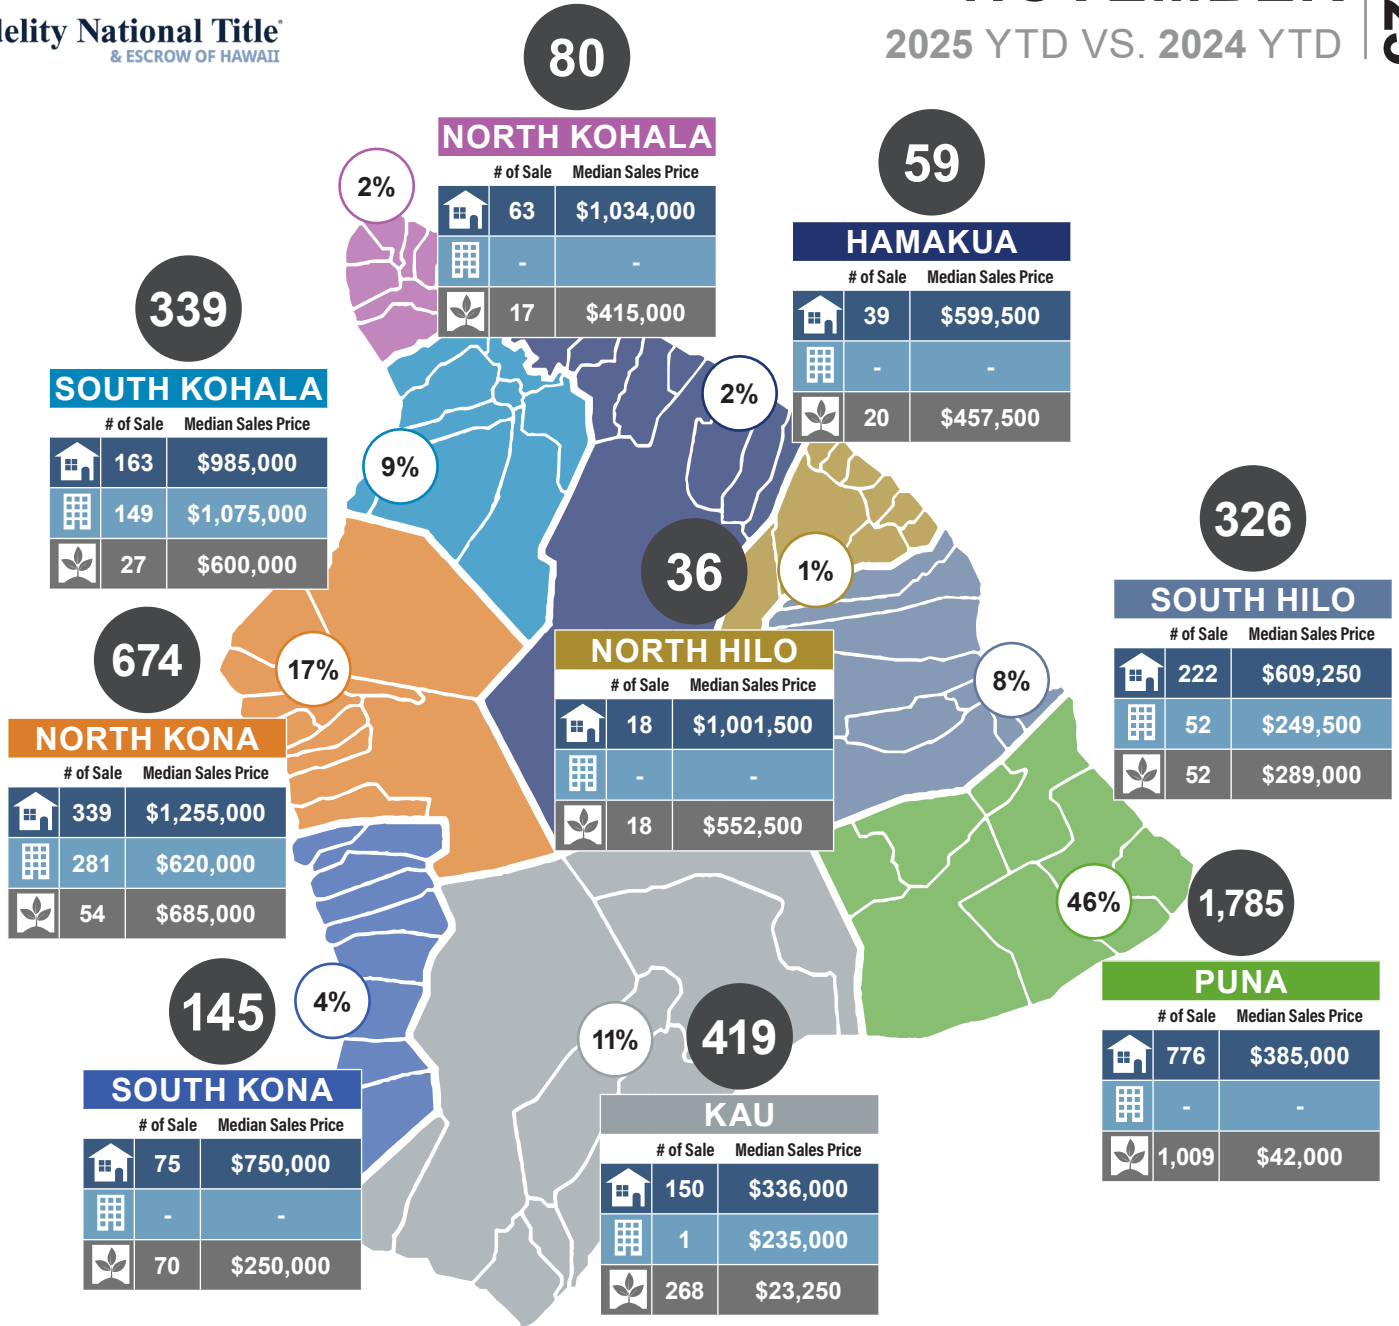 & ESCROW OF HAWAII
2025 YTD VS. 2024 YTD
80
NORTH KOHALA
# of Sale Median Sales Price
63 $1,034,000
- -
17 $415,000
2%
59
HAMAKUA
# of Sale Median Sales Price
39 $599,500
- -
20 $457,500
2%
339
SOUTH KOHALA
# of Sale Median Sales Price
163 $985,000
149 $1,075,000
27 $600,000
9%
36
NORTH HILO
# of Sale Median Sales Price
18 $1,001,500
- -
18 $552,500
1%
326
SOUTH HILO
# of Sale Median Sales Price
222 $609,250
52 $249,500
52 $289,000
8%
674
NORTH KONA
# of Sale Median Sales Price
339 $1,255,000
281 $620,000
54 $685,000
17%
1,785
PUNA
# of Sale Median Sales Price
776 $385,000
- -
1,009 $42,000
46%
145
SOUTH KONA
# of Sale Median Sales Price
75 $750,000
- -
70 $250,000
4%
419
KAU
# of Sale Median Sales Price
150 $336,000
1 $235,000
268 $23,250
11%